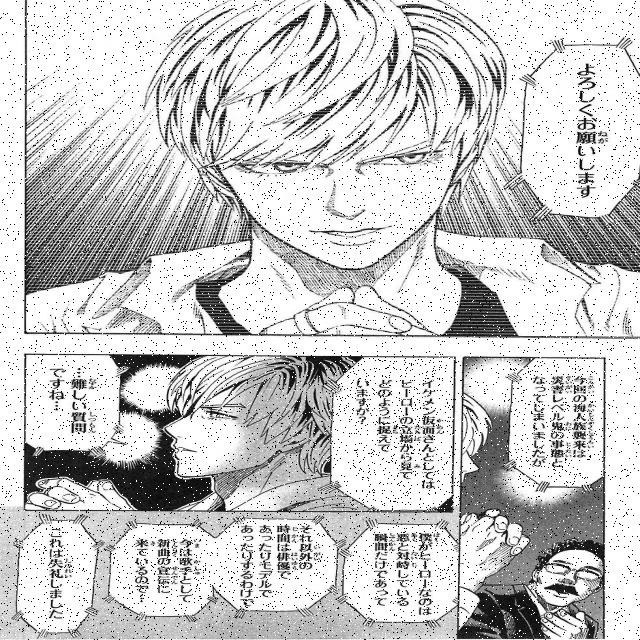 よろしくお願いします
今回の海人族襲来は
災害レベル鬼の事態と
なってしまいましたが
イケメン仮面さんとしては
ヒーローの立場から見て
どのように捉えて
いますか?
…難しい質問
ですね…
僕がヒーローなのは
悪と対峙している
瞬間だけであって
それ以外の
時間は俳優で
あったりモデルで
あったりするわけで
今は歌手として
新曲の宣伝に
来ているので…
これは失礼しました